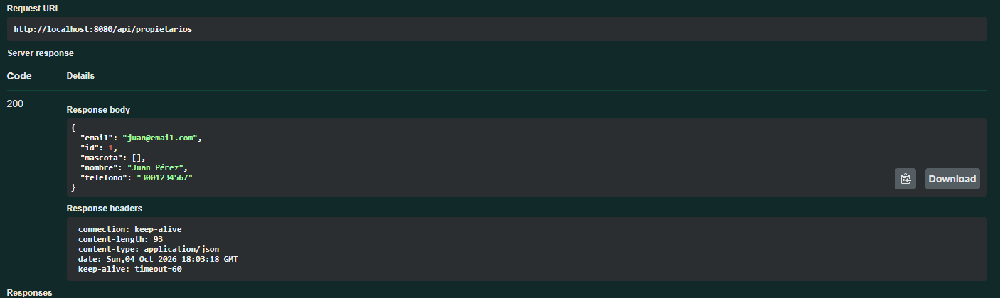 Request URL
http://localhost:8080/api/propietarios
Server response
Code Details
200
Response body
{
  "email": "juan@email.com",
  "id": 1,
  "mascota": [],
  "nombre": "Juan Pérez",
  "telefono": "3001234567"
}
Download
Response headers
connection: keep-alive
content-length: 93
content-type: application/json
date: Sun,04 Oct 2026 18:03:18 GMT
keep-alive: timeout=60
Responses